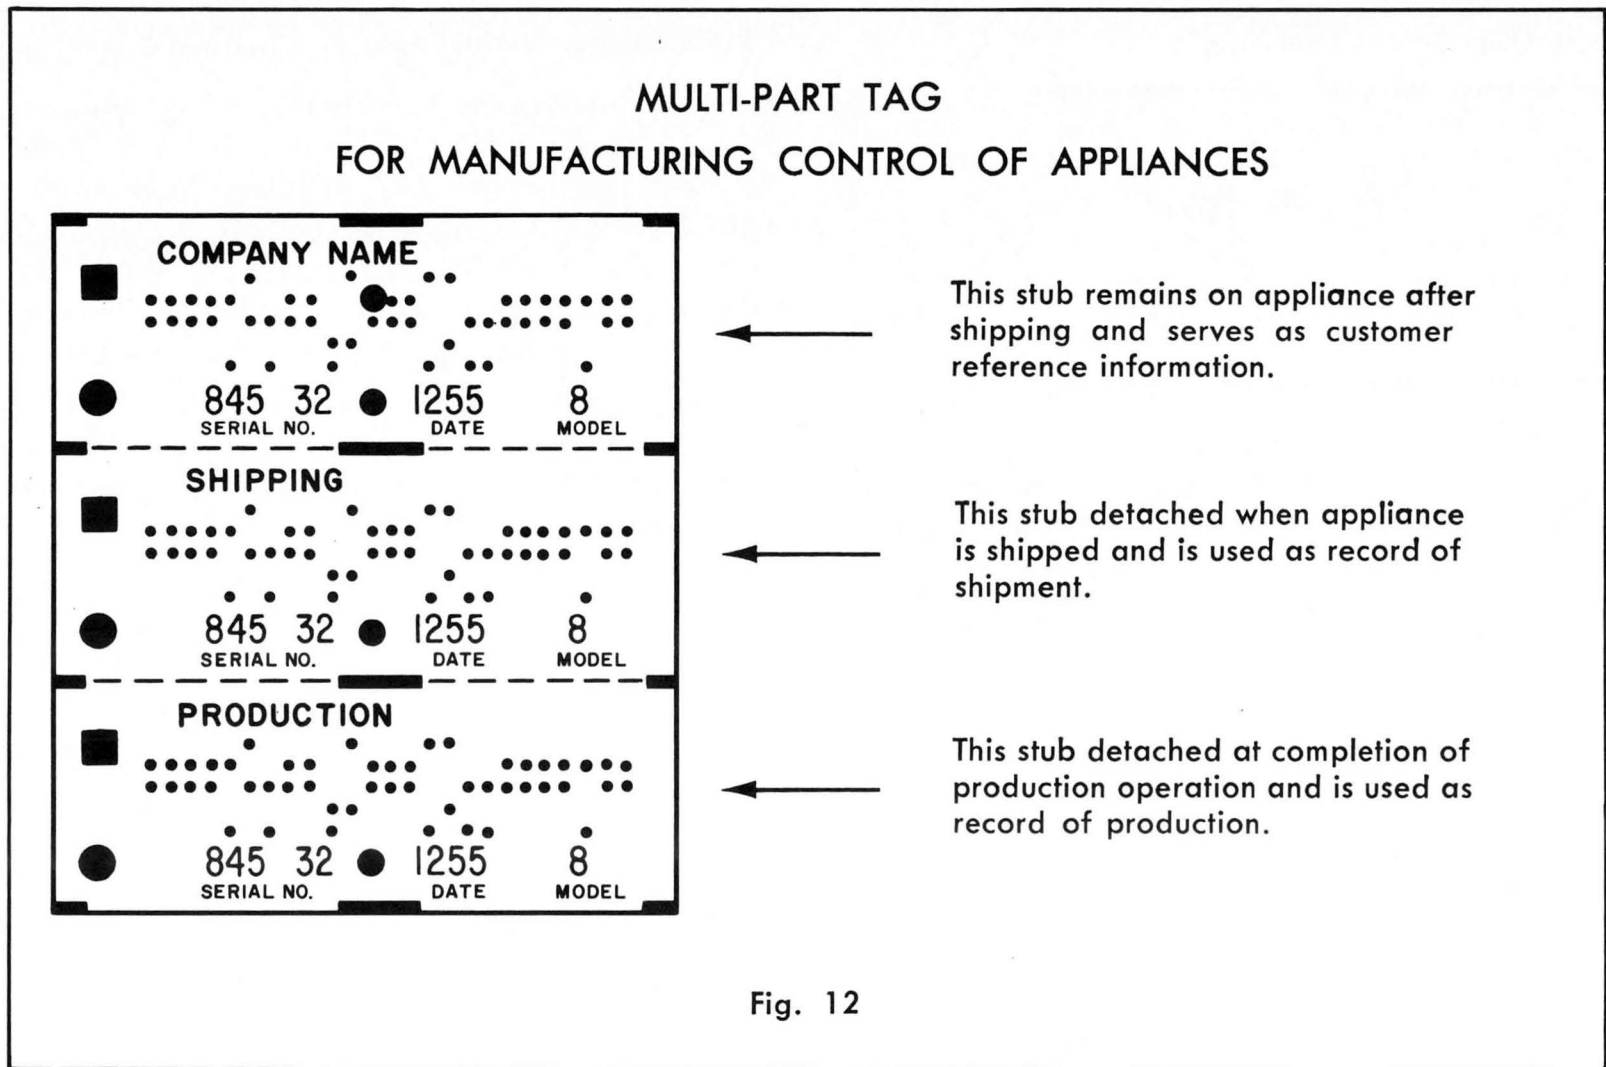 MULTI-PART TAG
FOR MANUFACTURING CONTROL OF APPLIANCES
COMPANY NAME
845 32 1255 8
SERIAL NO. DATE MODEL
This stub remains on appliance after
shipping and serves as customer
reference information.
SHIPPING
845 32 1255 8
SERIAL NO. DATE MODEL
This stub detached when appliance
is shipped and is used as record of
shipment.
PRODUCTION
845 32 1255 8
SERIAL NO. DATE MODEL
This stub detached at completion of
production operation and is used as
record of production.
Fig. 12